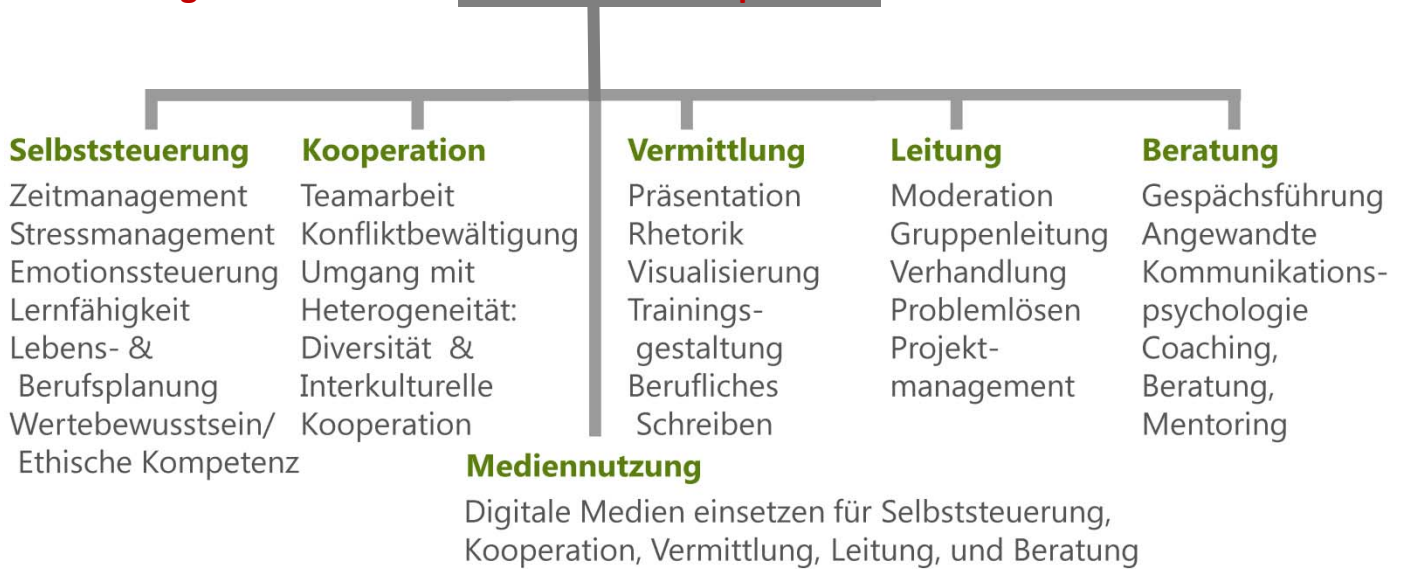 Selbststeuerung
Zeitmanagement
Stressmanagement
Emotionssteuerung
Lernfähigkeit
Lebens- &
Berufsplanung
Wertebewusstsein/
Ethische Kompetenz
Kooperation
Teamarbeit
Konfliktbewältigung
Umgang mit
Heterogeneität:
Diversität &
Interkulturelle
Kooperation
Vermittlung
Präsentation
Rhetorik
Visualisierung
Trainings-
gestaltung
Berufliches
Schreiben
Leitung
Moderation
Gruppenleitung
Verhandlung
Problemlösen
Projekt-
management
Beratung
Gespächsführung
Angewandte
Kommunikations-
psychologie
Coaching,
Beratung,
Mentoring
Mediennutzung
Digitale Medien einsetzen für Selbststeuerung,
Kooperation, Vermittlung, Leitung, und Beratung